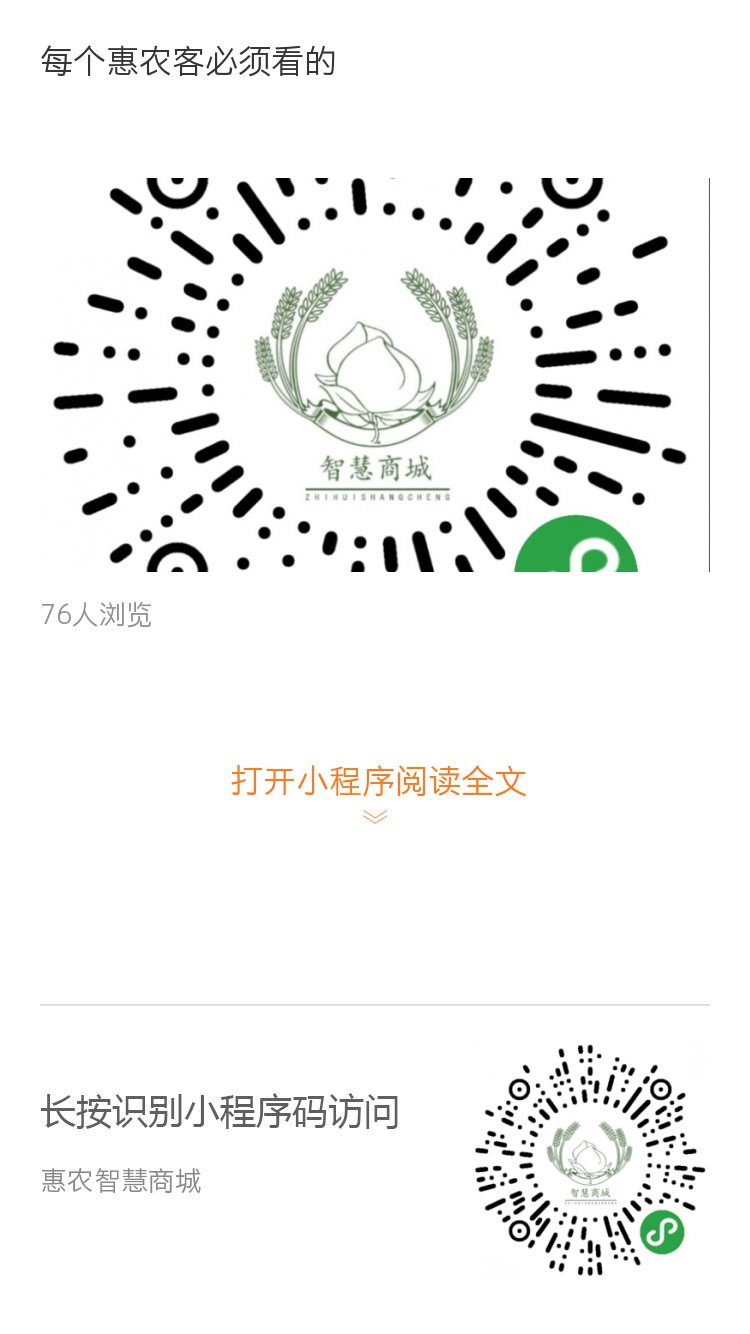 每个惠农客必须看的
智慧商城
ZHIHUISHANGCHENG
76人浏览
打开小程序阅读全文
长按识别小程序码访问
惠农智慧商城
智慧商城
ZHIHUISHANGCHENG